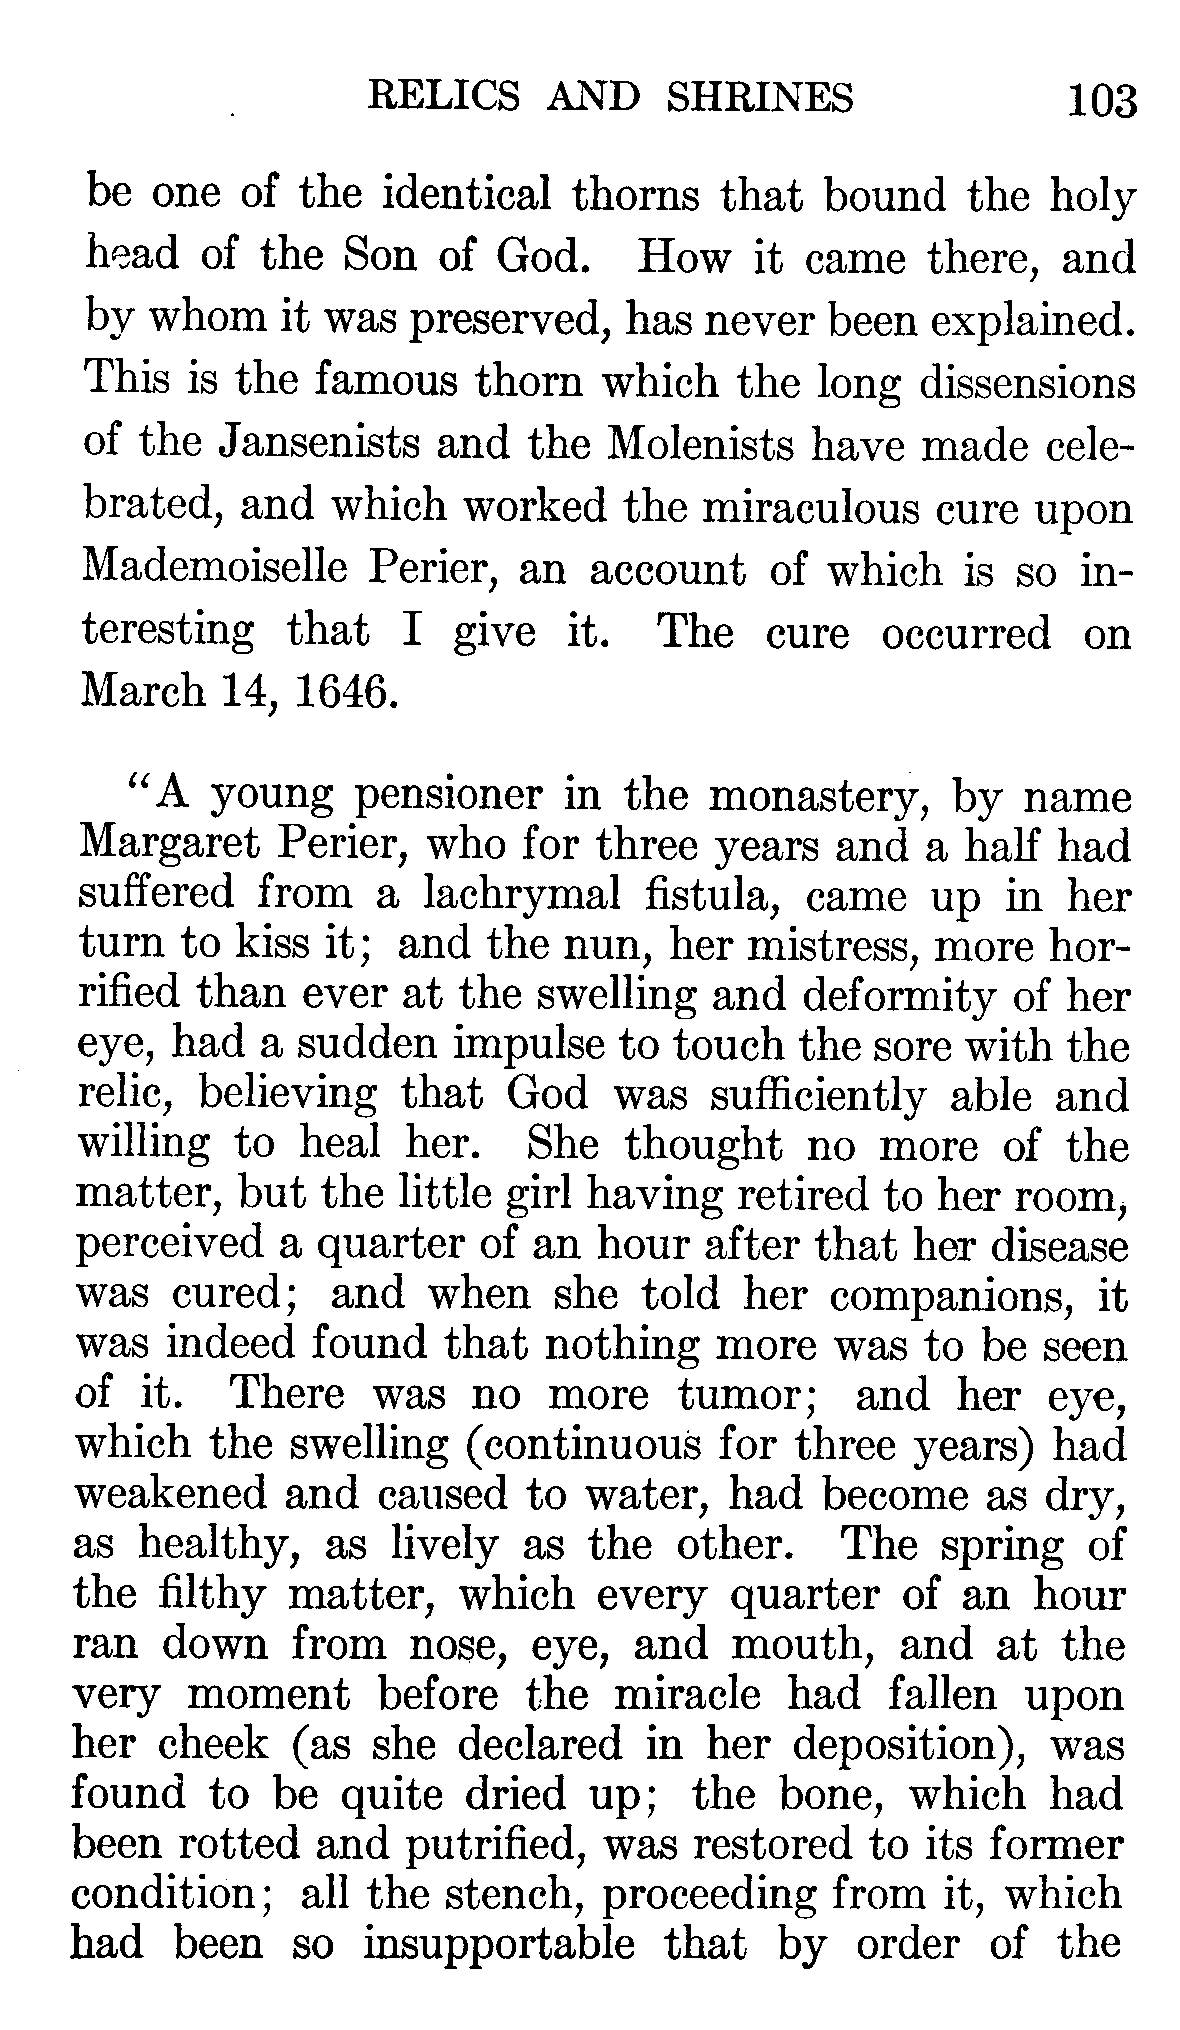 RELICS AND SHRINES 103
be one of the identical thorns that bound the holy
head of the Son of God. How it came there, and
by whom it was preserved, has never been explained.
This is the famous thorn which the long dissensions
of the Jansenists and the Molenists have made cele-
brated, and which worked the miraculous cure upon
Mademoiselle Perier, an account of which is so in-
teresting that I give it. The cure occurred on
March 14, 1646.
"A young pensioner in the monastery, by name
Margaret Perier, who for three years and a half had
suffered from a lachrymal fistula, came up in her
turn to kiss it; and the nun, her mistress, more hor-
rified than ever at the swelling and deformity of her
eye, had a sudden impulse to touch the sore with the
relic, believing that God was sufficiently able and
willing to heal her. She thought no more of the
matter, but the little girl having retired to her room,
perceived a quarter of an hour after that her disease
was cured; and when she told her companions, it
was indeed found that nothing more was to be seen
of it. There was no more tumor; and her eye,
which the swelling (continuous for three years) had
weakened and caused to water, had become as dry,
as healthy, as lively as the other. The spring of
the filthy matter, which every quarter of an hour
ran down from nose, eye, and mouth, and at the
very moment before the miracle had fallen upon
her cheek (as she declared in her deposition), was
found to be quite dried up; the bone, which had
been rotted and putrified, was restored to its former
condition; all the stench, proceeding from it, which
had been so insupportable that by order of the